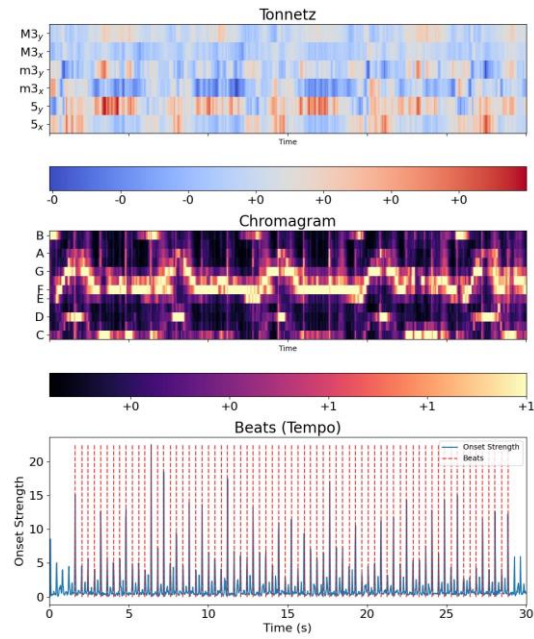 Tonnetz
M3y
M3x
m3y
m3x
5y
5x
Time
-0 -0 +0 +0 +0
Chromagram
B
A
G
F
E
D
C
Time
+0 +0 +1 +1 +1
Beats (Tempo)
Onset Strength
Beats
Onset Strength
20
15
10
5
0
0 5 10 15 20 25 30
Time (s)